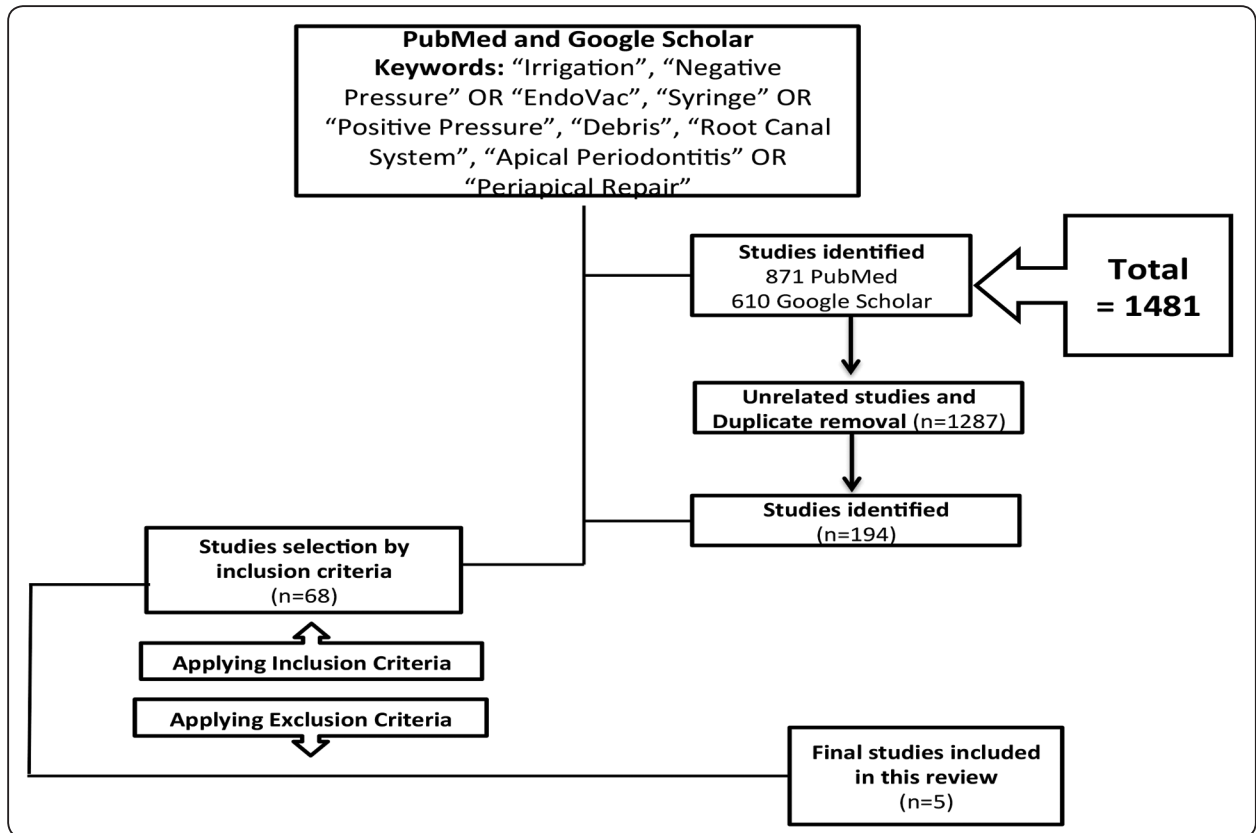 PubMed and Google Scholar
Keywords: “Irrigation”, “Negative
Pressure” OR “EndoVac”, “Syringe” OR
“Positive Pressure”, “Debris”, “Root Canal
System”, “Apical Periodontitis” OR
“Periapical Repair”
Studies identified
871 PubMed
610 Google Scholar
Total
= 1481
Unrelated studies and
Duplicate removal (n=1287)
Studies identified
(n=194)
Studies selection by
inclusion criteria
(n=68)
Applying Inclusion Criteria
Applying Exclusion Criteria
Final studies included
in this review
(n=5)